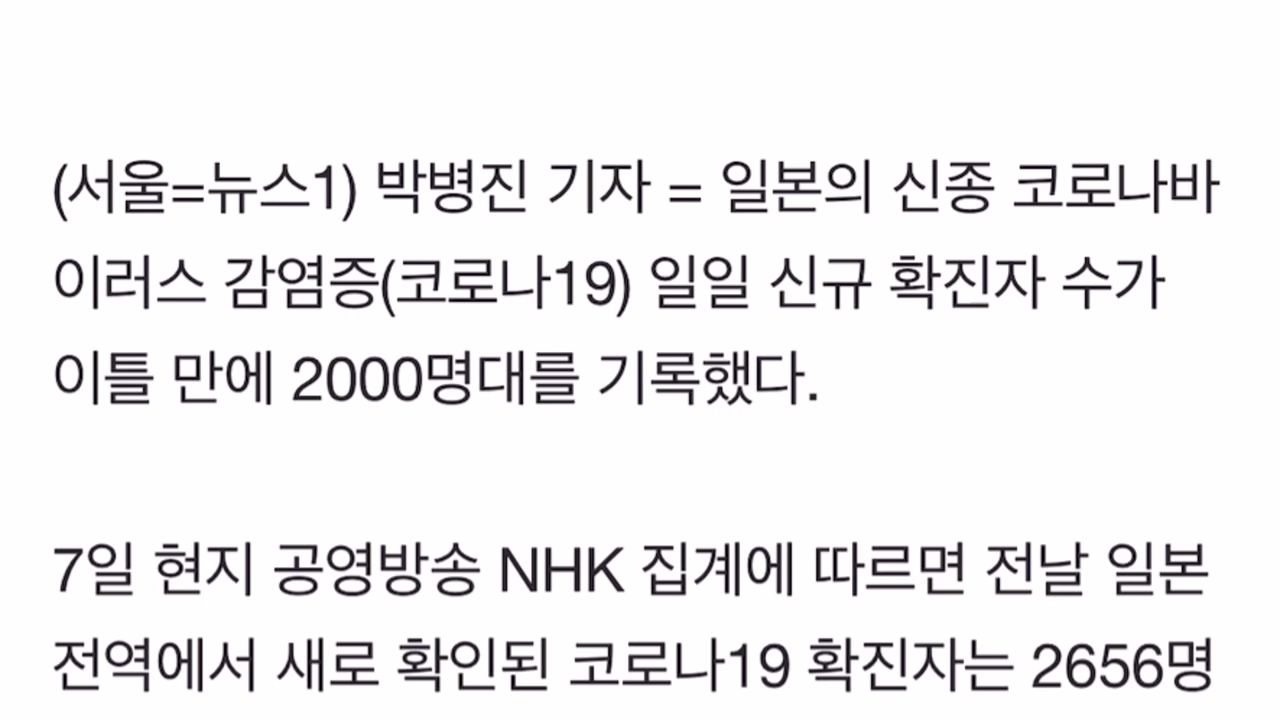 (서울=뉴스1) 박병진 기자 = 일본의 신종 코로나바
이러스 감염증(코로나19) 일일 신규 확진자 수가
이틀 만에 2000명대를 기록했다.
7일 현지 공영방송 NHK 집계에 따르면 전날 일본
전역에서 새로 확인된 코로나19 확진자는 2656명